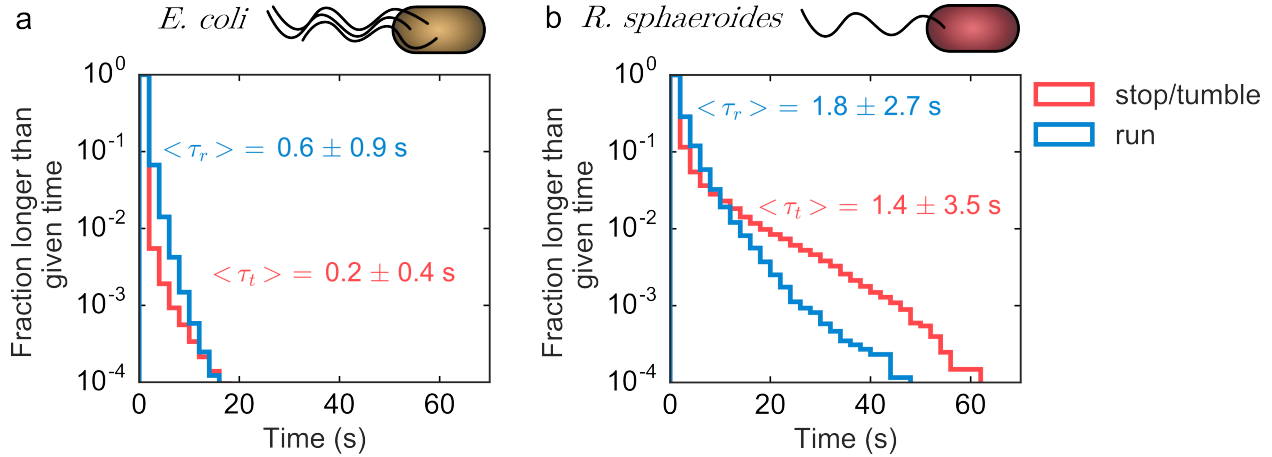 a
E. coli
b
R. sphaeroides
Fraction longer than
given time
10^0
10^-1
10^-2
10^-3
10^-4
<τ_r> = 0.6 ± 0.9 s
<τ_t> = 0.2 ± 0.4 s
0 20 40 60
Time (s)
Fraction longer than
given time
10^0
10^-1
10^-2
10^-3
10^-4
<τ_r> = 1.8 ± 2.7 s
<τ_t> = 1.4 ± 3.5 s
0 20 40 60
Time (s)
stop/tumble
run